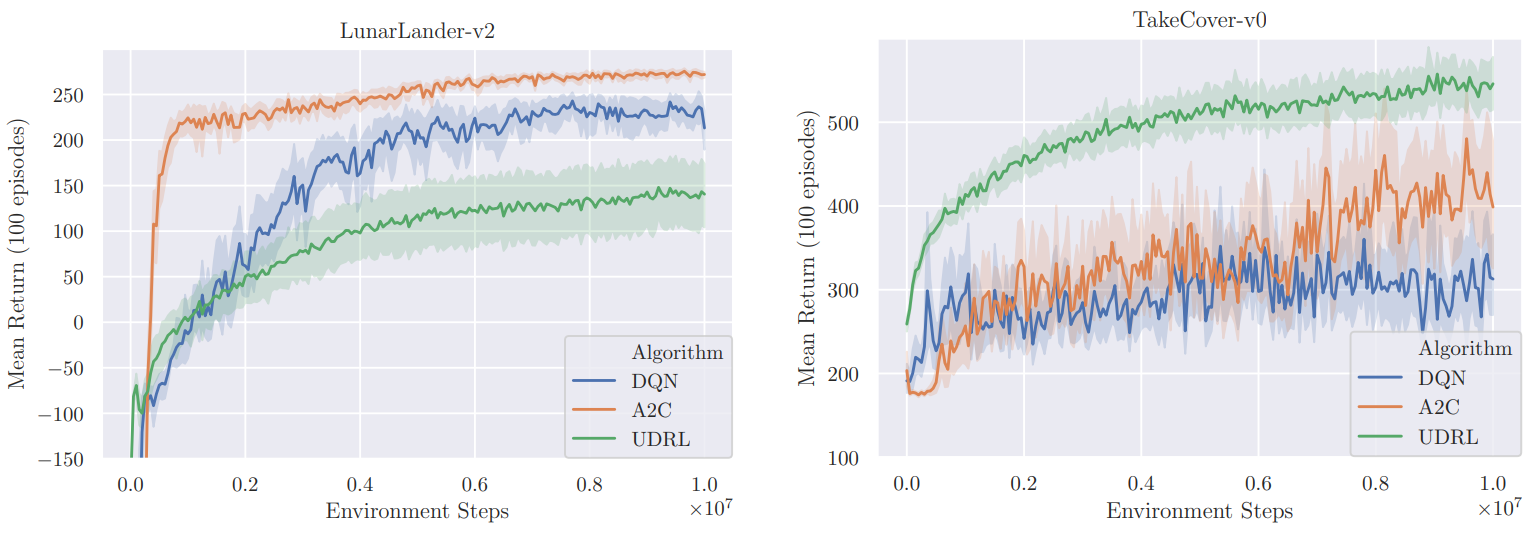 LunarLander-v2
Mean Return (100 episodes)
250
200
150
100
50
0
−50
−100
−150
0.0 0.2 0.4 0.6 0.8 1.0
×10⁷
Environment Steps
Algorithm
DQN
A2C
UDRL
TakeCover-v0
Mean Return (100 episodes)
500
400
300
200
100
0.0 0.2 0.4 0.6 0.8 1.0
×10⁷
Environment Steps
Algorithm
DQN
A2C
UDRL